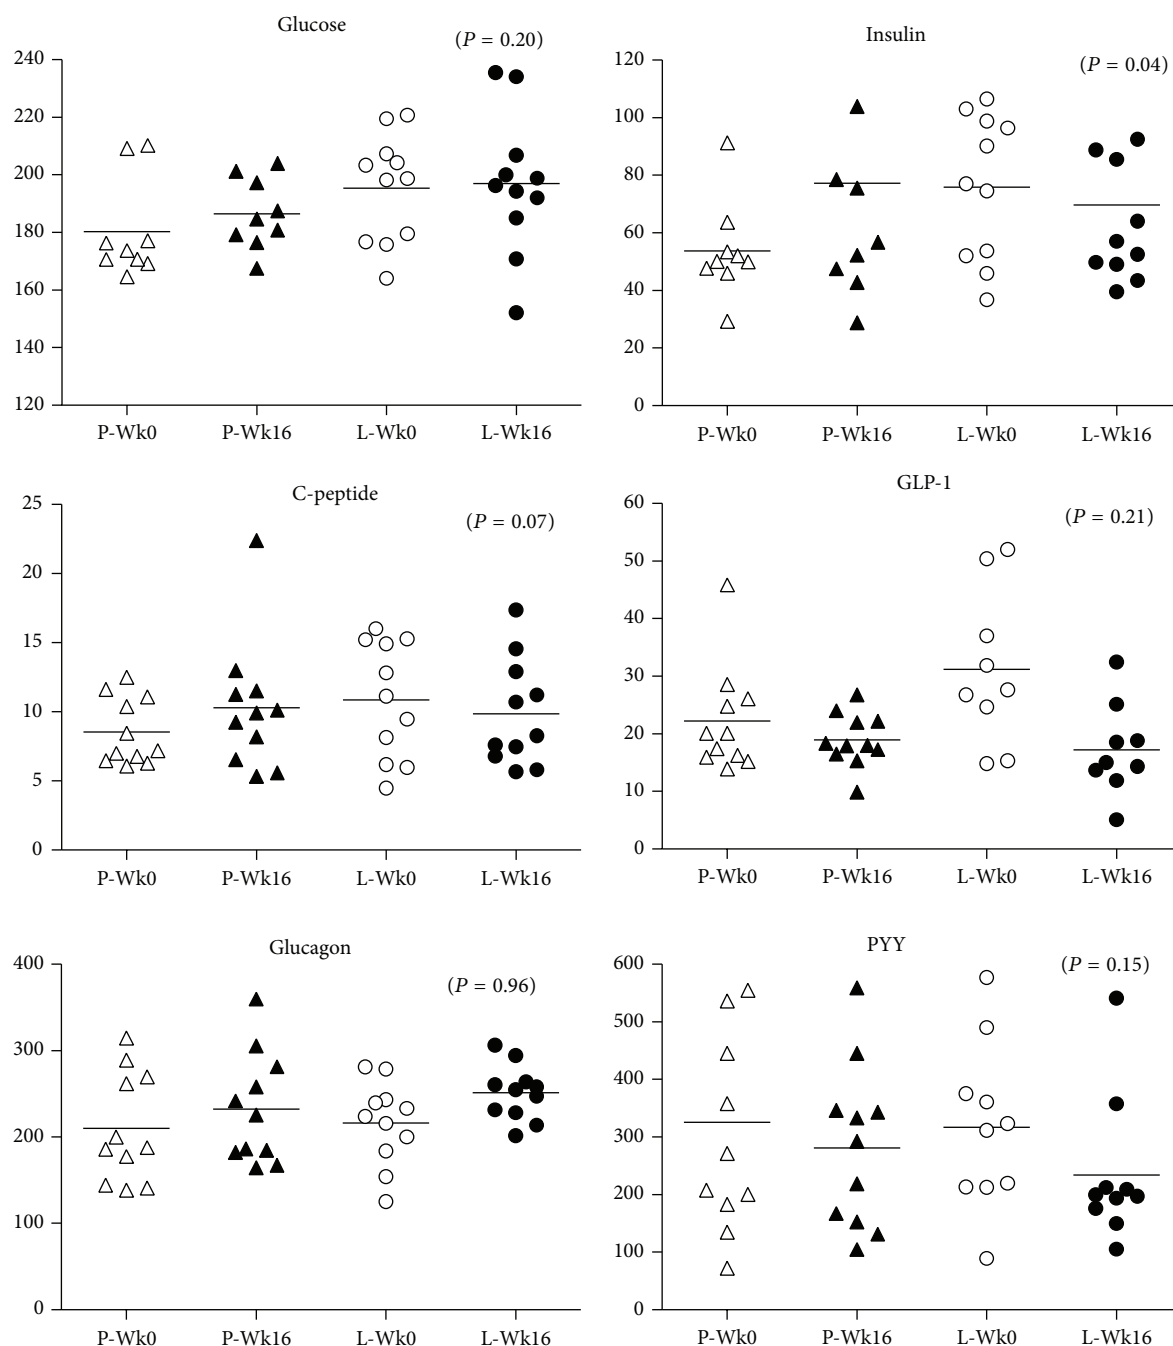 Glucose
(P = 0.20)
240
220
200
180
160
140
120
P-Wk0 P-Wk16 L-Wk0 L-Wk16
Insulin
(P = 0.04)
120
100
80
60
40
20
0
P-Wk0 P-Wk16 L-Wk0 L-Wk16
C-peptide
(P = 0.07)
25
20
15
10
5
0
P-Wk0 P-Wk16 L-Wk0 L-Wk16
GLP-1
(P = 0.21)
60
50
40
30
20
10
0
P-Wk0 P-Wk16 L-Wk0 L-Wk16
Glucagon
(P = 0.96)
400
300
200
100
0
P-Wk0 P-Wk16 L-Wk0 L-Wk16
PYY
(P = 0.15)
600
500
400
300
200
100
0
P-Wk0 P-Wk16 L-Wk0 L-Wk16